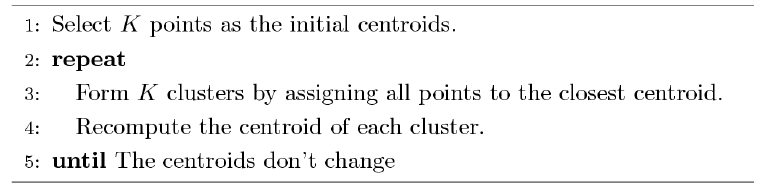 1: Select K points as the initial centroids.
2: repeat
3: Form K clusters by assigning all points to the closest centroid.
4: Recompute the centroid of each cluster.
5: until The centroids don't change